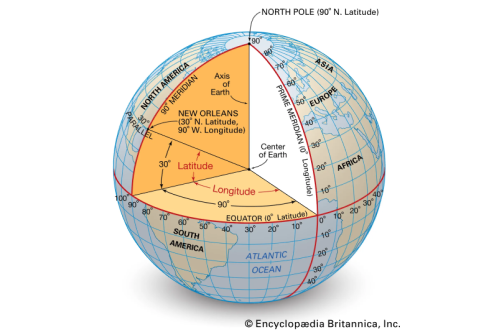 NORTH POLE (90° N. Latitude)
90°
80°
70°
60°
50°
40°
30°
20°
10°
ASIA
EUROPE
AFRICA
NORTH AMERICA
90° MERIDIAN
Axis
of
Earth
PRIME MERIDIAN (0° Longitude)
30°
PARALLEL
NEW ORLEANS
(30° N. Latitude,
90° W. Longitude)
Center
of Earth
30°
Latitude
Longitude
90°
EQUATOR (0° Latitude)
100°
90°
80°
70°
60°
50°
40°
30°
20°
10°
0°
10°
20°
30°
40°
10°
20°
30°
40°
SOUTH
AMERICA
ATLANTIC
OCEAN
© Encyclopædia Britannica, Inc.